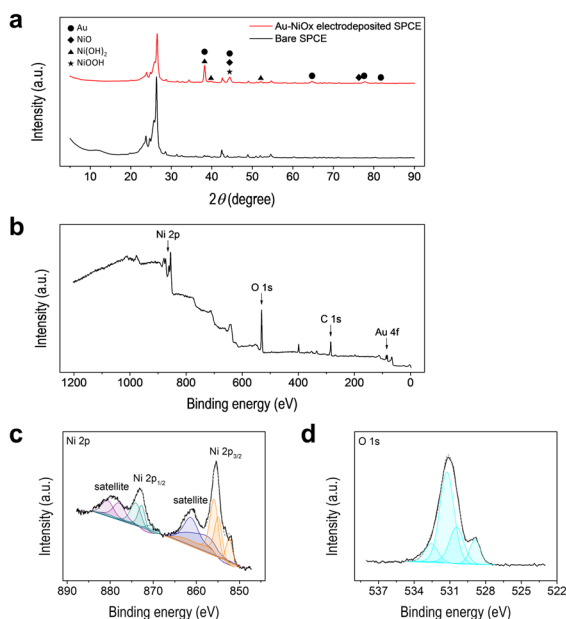 a
Au
NiO
Ni(OH)2
NiOOH
Au-NiOx electrodeposited SPCE
Bare SPCE
Intensity (a.u.)
10 20 30 40 50 60 70 80 90
2θ (degree)
b
Ni 2p
O 1s
C 1s
Au 4f
Intensity (a.u.)
1200 1000 800 600 400 200 0
Binding energy (eV)
c
Ni 2p
satellite
Ni 2p1/2
satellite
Ni 2p3/2
Intensity (a.u.)
890 880 870 860 850
Binding energy (eV)
d
O 1s
Intensity (a.u.)
537 534 531 528 525 522
Binding energy (eV)